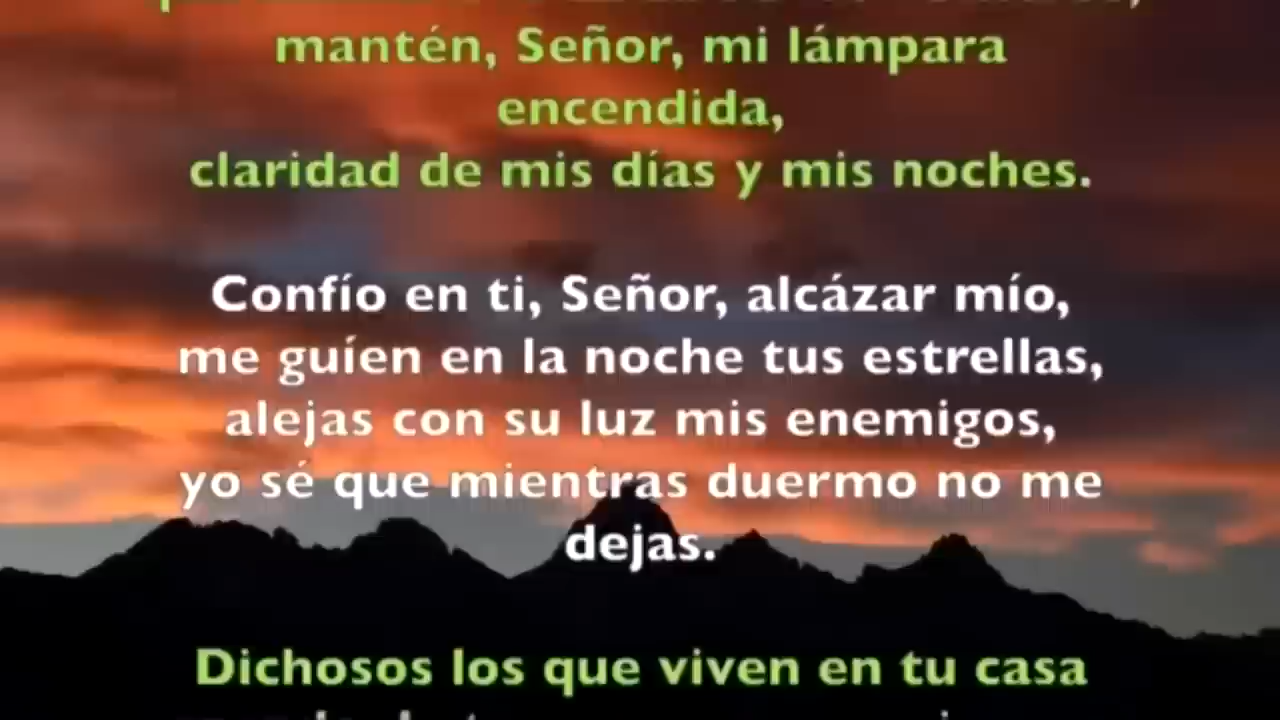 mantén, Señor, mi lámpara
encendida,
claridad de mis días y mis noches.
Confío en ti, Señor, alcázar mío,
me guíen en la noche tus estrellas,
alejas con su luz mis enemigos,
yo sé que mientras duermo no me
dejas.
Dichosos los que viven en tu casa